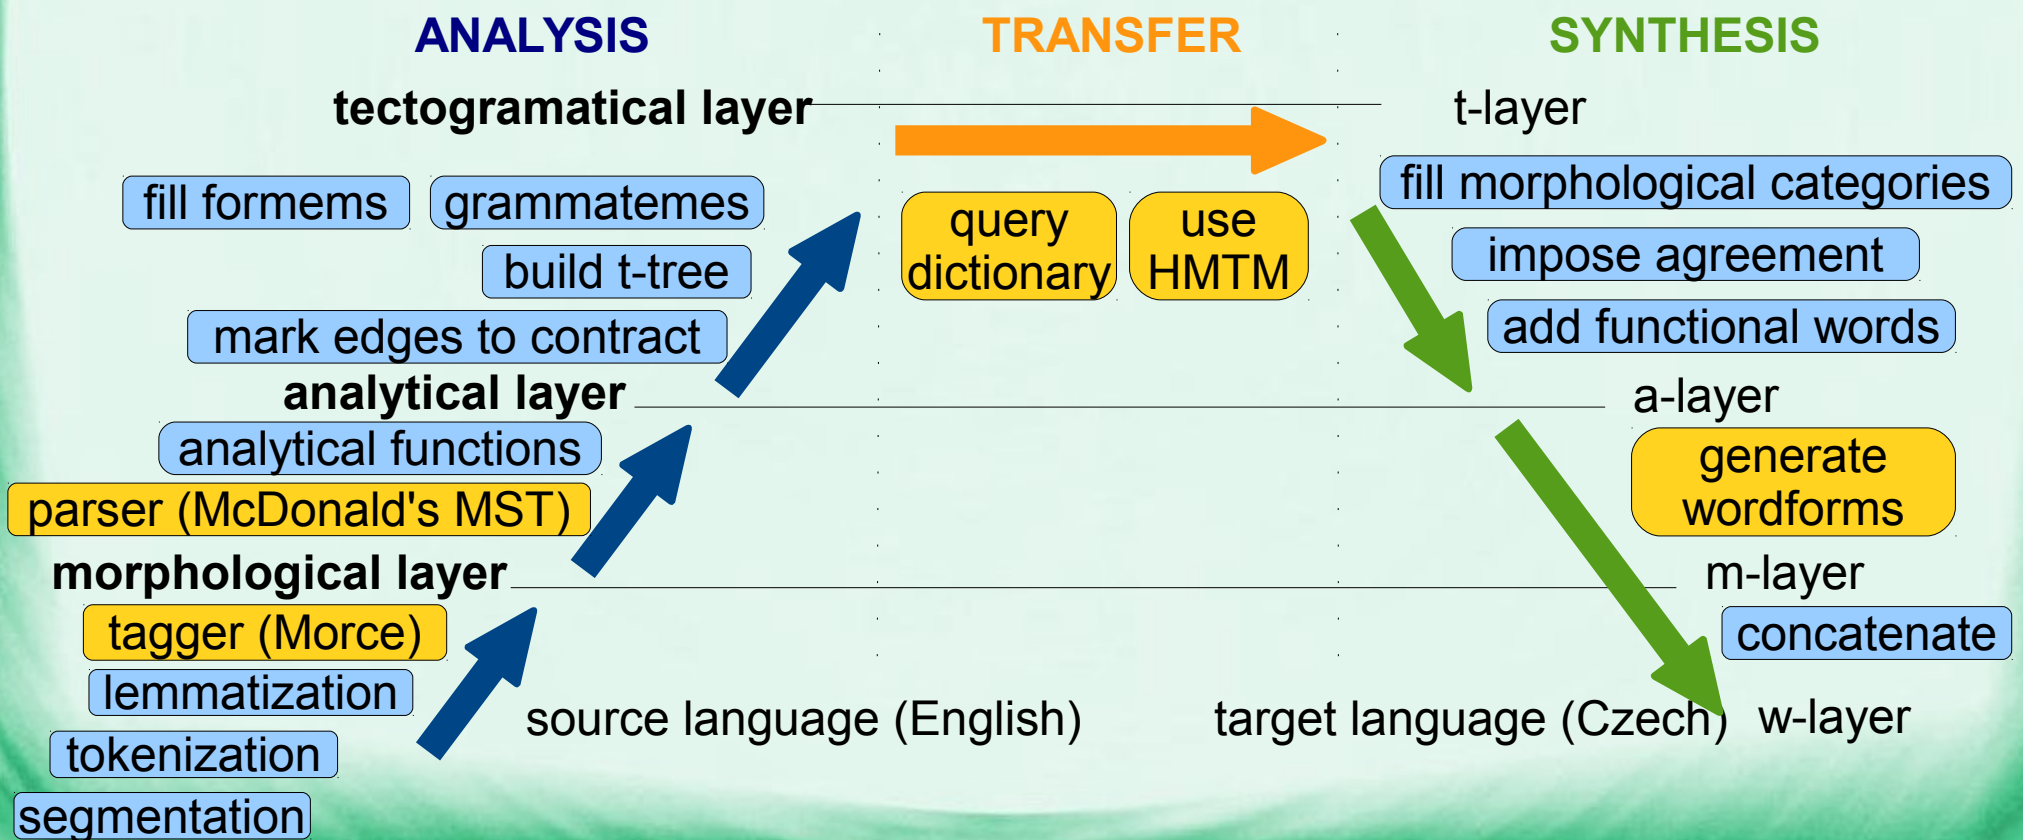 ANALYSIS TRANSFER SYNTHESIS
tectogramatical layer t-layer
fill formems grammatemes query use fill morphological categories
build t-tree dictionary HMTM impose agreement
mark edges to contract add functional words
analytical layer a-layer
analytical functions generate
parser (McDonald's MST) wordforms
morphological layer m-layer
tagger (Morce) concatenate
lemmatization
source language (English) target language (Czech) w-layer
tokenization
segmentation